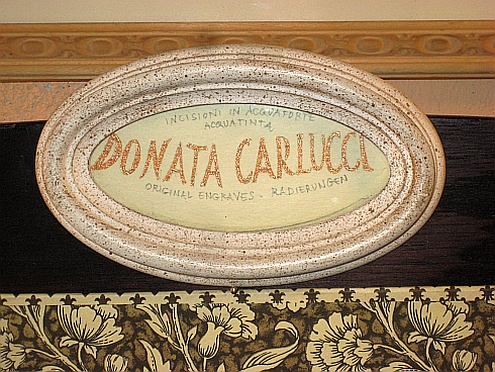 INCISIONI IN ACQUAFORTE
ACQUATINTA
DONATA CARLUCCI
ORIGINAL ENGRAVES - RADIERUNGEN